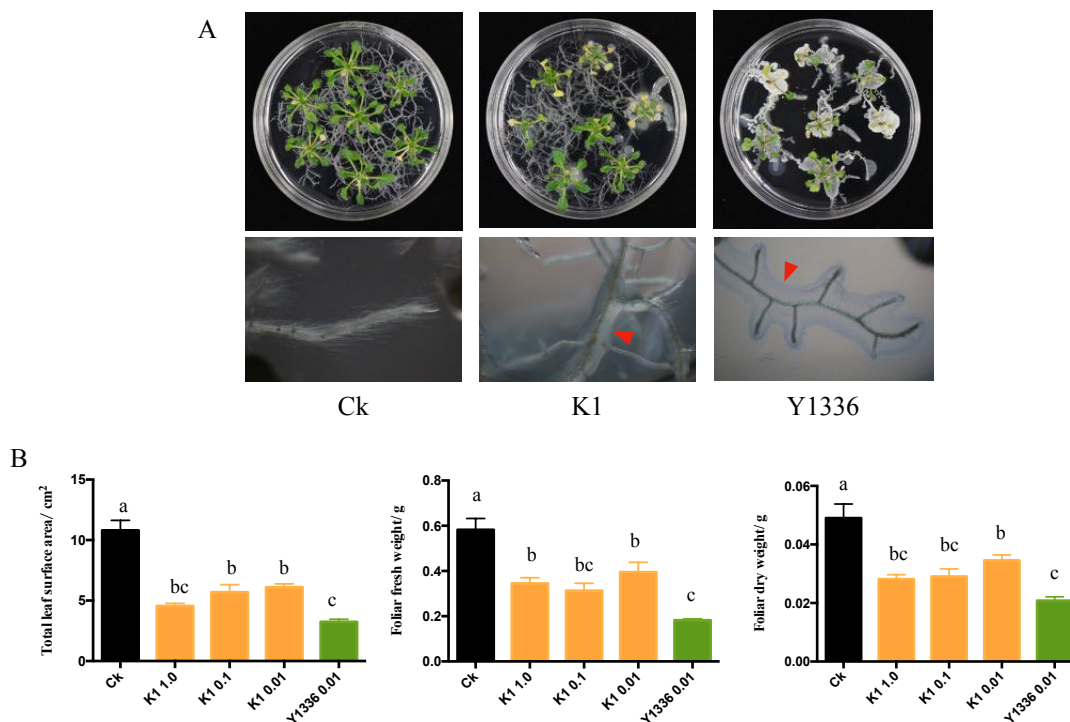 A
Ck
K1
Y1336
B
Total leaf surface area/ cm²
15
10
5
0
a
bc
b
b
c
Ck
K1 1.0
K1 0.1
K1 0.01
Y1336 0.01
Foliar fresh weight/ g
0.8
0.6
0.4
0.2
0.0
a
b
bc
b
c
Ck
K1 1.0
K1 0.1
K1 0.01
Y1336 0.01
Foliar dry weight/ g
0.06
0.04
0.02
0.00
a
bc
bc
b
c
Ck
K1 1.0
K1 0.1
K1 0.01
Y1336 0.01